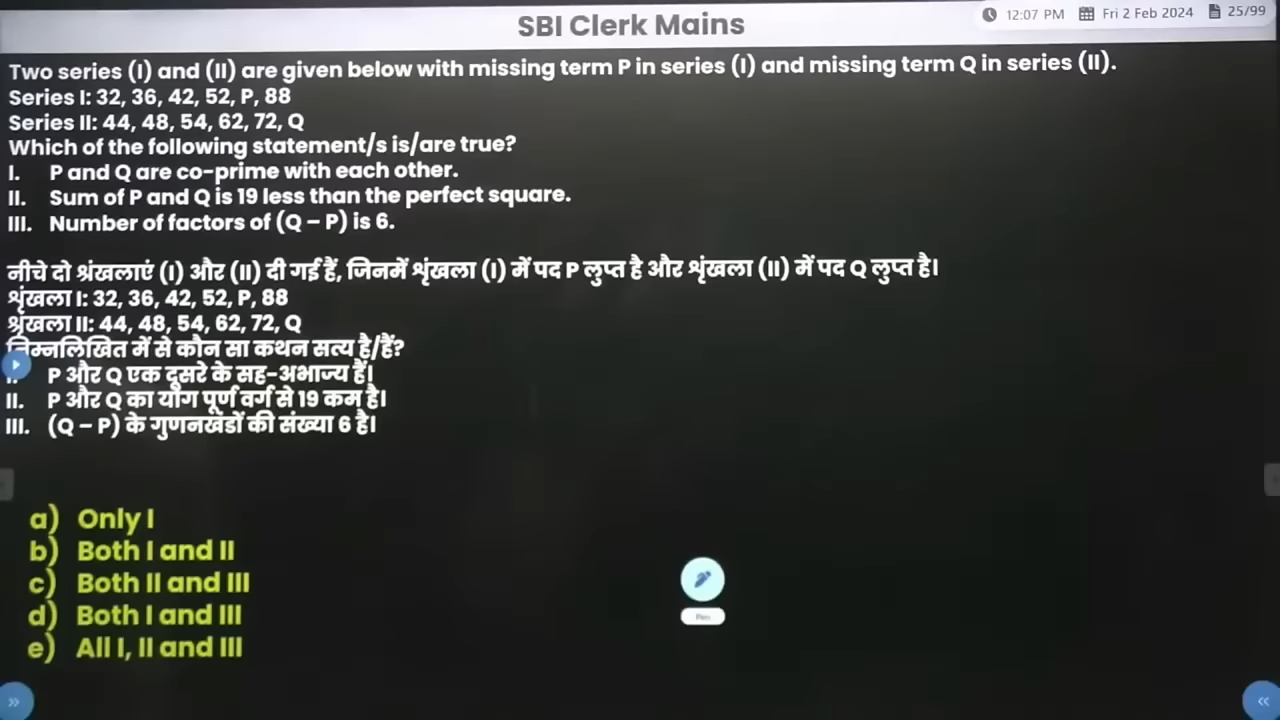 SBI Clerk Mains
12:07 PM Fri 2 Feb 2024 25/99
Two series (I) and (II) are given below with missing term P in series (I) and missing term Q in series (II).
Series I: 32, 36, 42, 52, P, 88
Series II: 44, 48, 54, 62, 72, Q
Which of the following statement/s is/are true?
I. P and Q are co-prime with each other.
II. Sum of P and Q is 19 less than the perfect square.
III. Number of factors of (Q – P) is 6.
नीचे दो श्रंखलाएं (I) और (II) दी गई हैं, जिनमें शृंखला (I) में पद P लुप्त है और शृंखला (II) में पद Q लुप्त है।
शृंखला I: 32, 36, 42, 52, P, 88
श्रृंखला II: 44, 48, 54, 62, 72, Q
निम्नलिखित में से कौन सा कथन सत्य है/हैं?
I. P और Q एक दूसरे के सह-अभाज्य हैं।
II. P और Q का योग पूर्ण वर्ग से 19 कम है।
III. (Q – P) के गुणनखंडों की संख्या 6 है।
a) Only I
b) Both I and II
c) Both II and III
d) Both I and III
e) All I, II and III
Pen